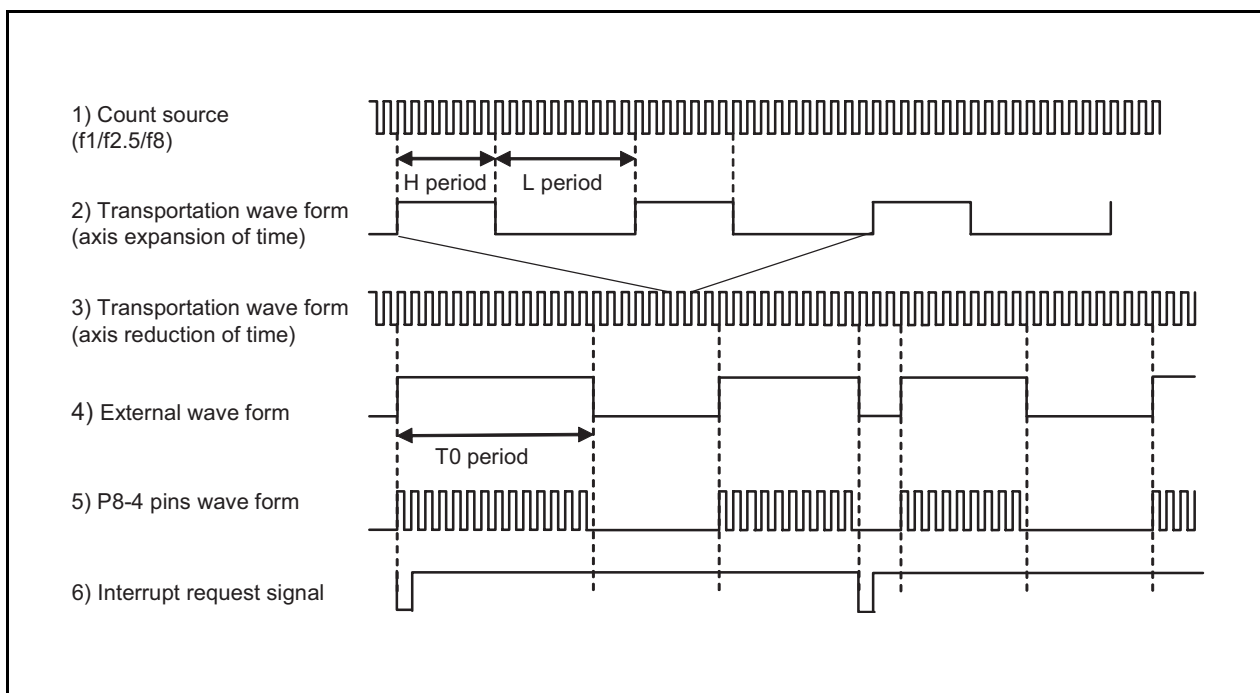 1) Count source
(f1/f2.5/f8)
H period
L period
2) Transportation wave form
(axis expansion of time)
3) Transportation wave form
(axis reduction of time)
4) External wave form
T0 period
5) P8-4 pins wave form
6) Interrupt request signal